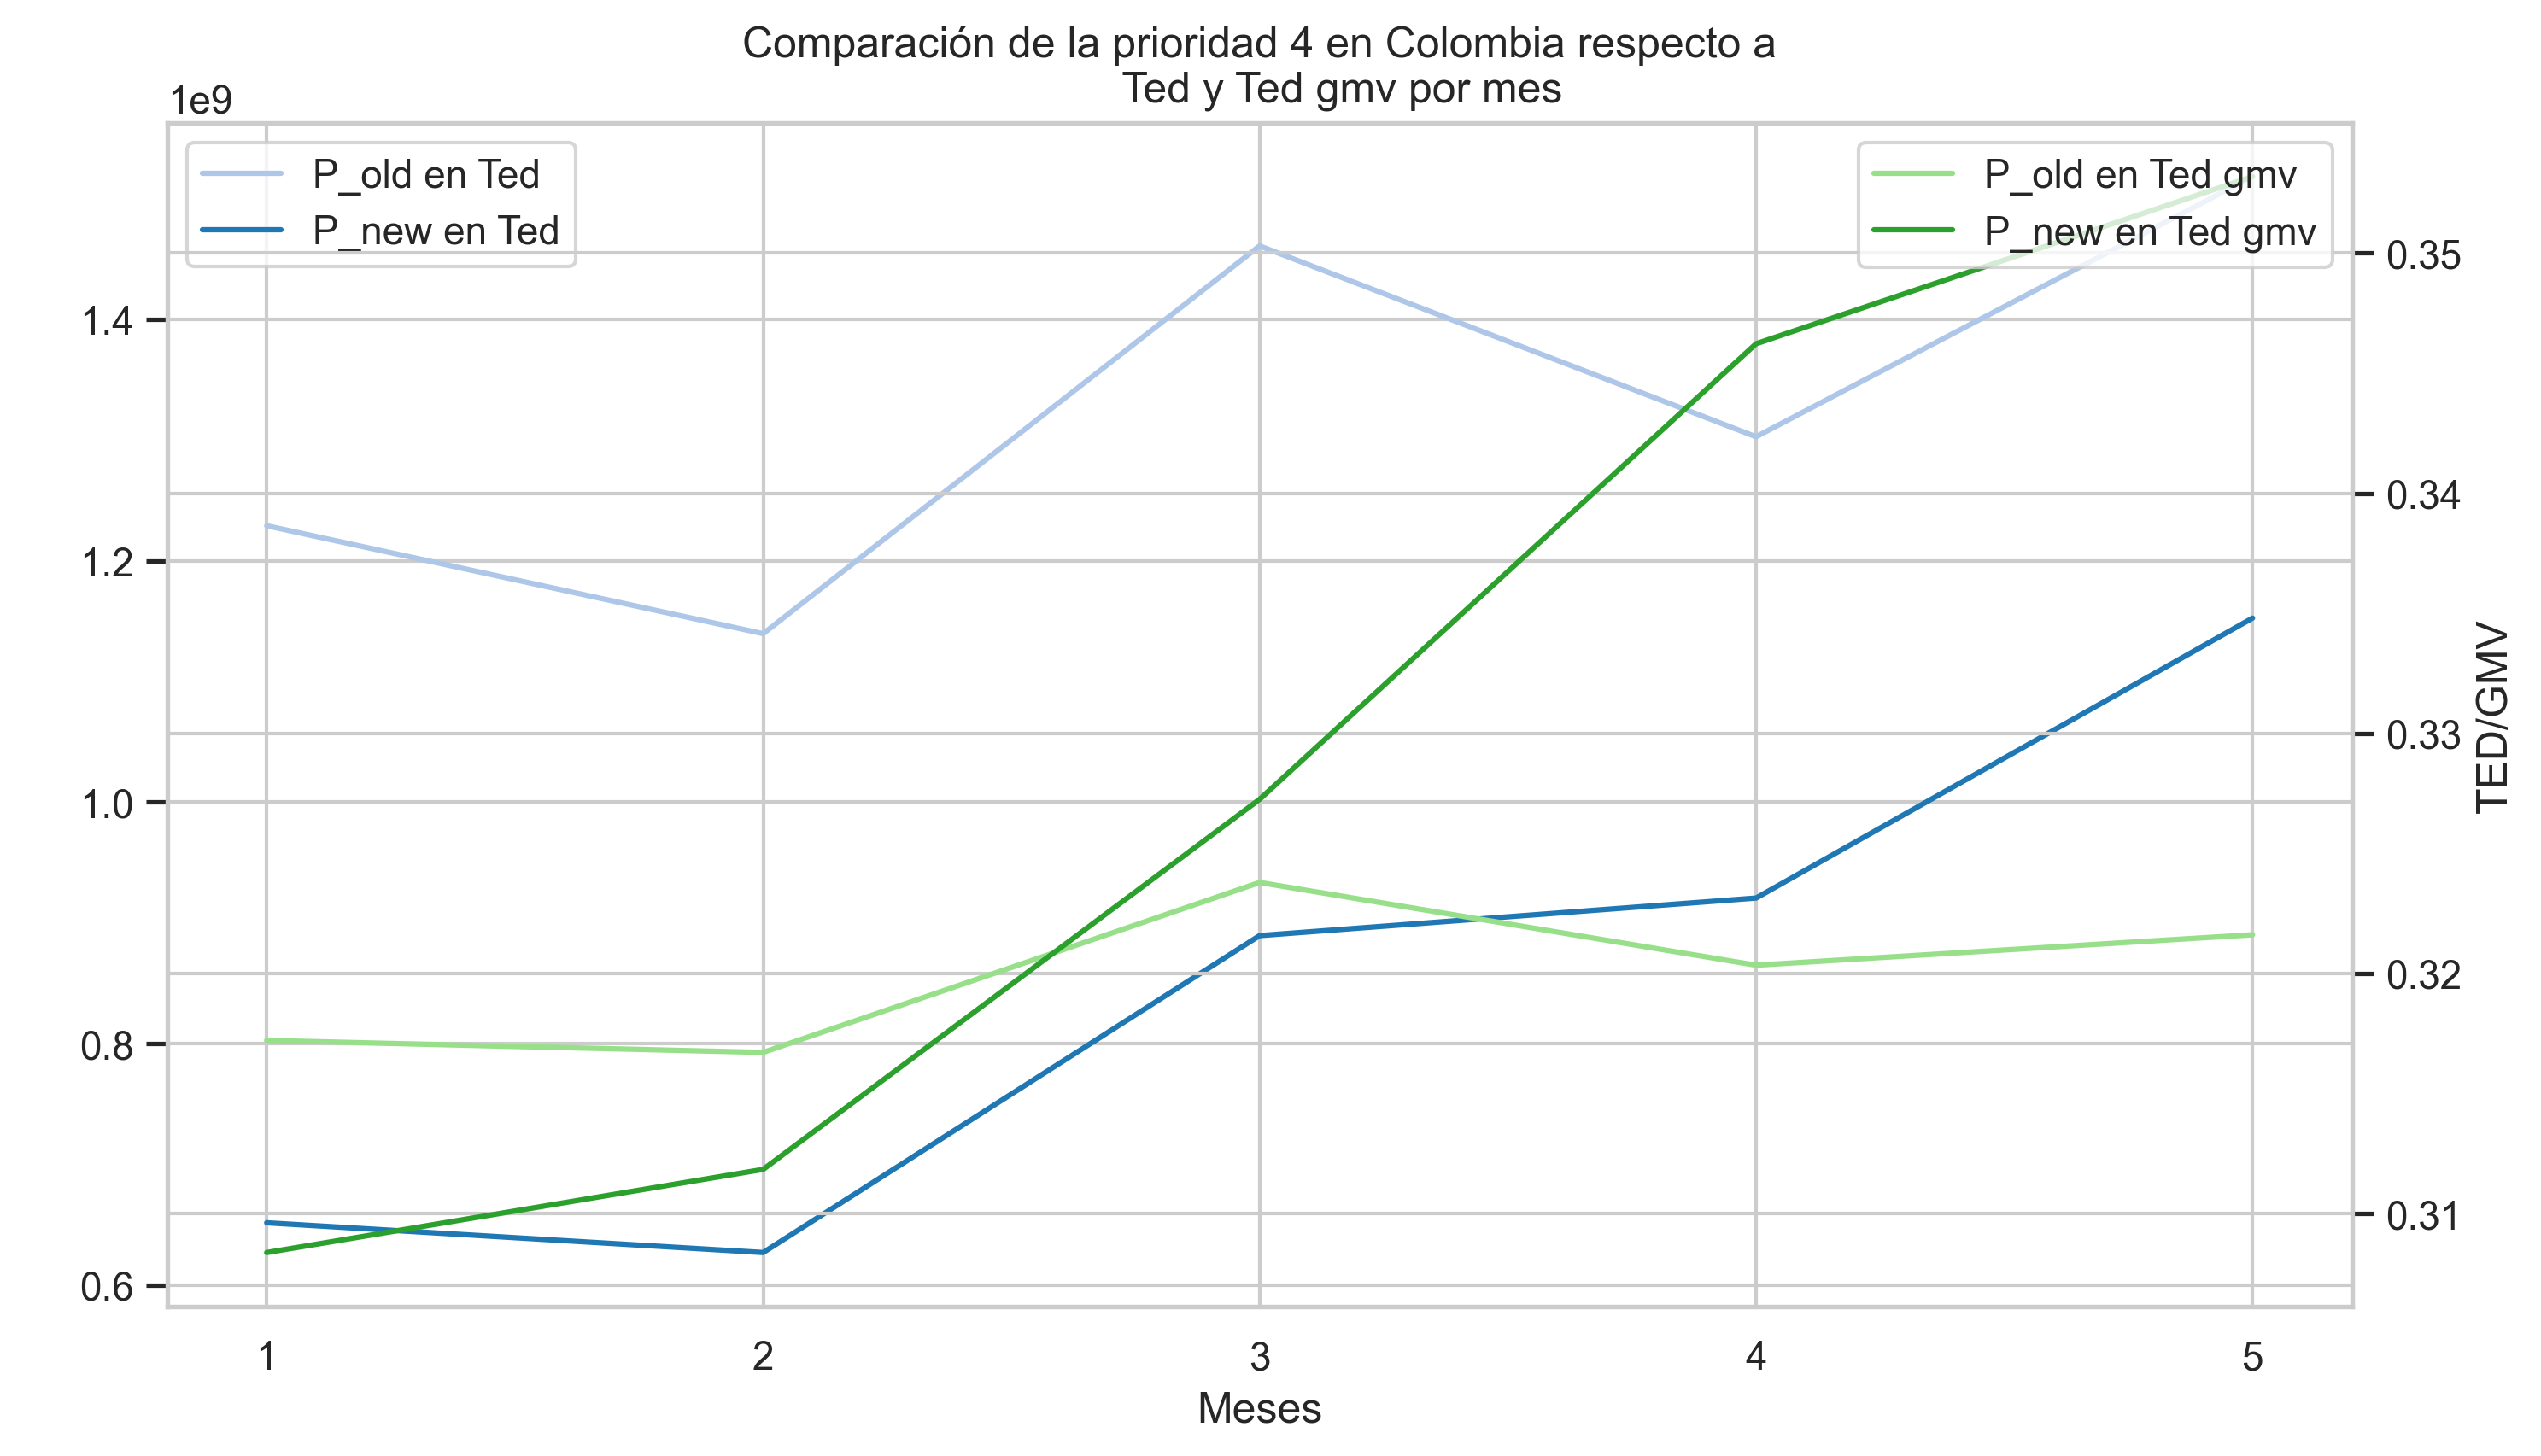 Comparación de la prioridad 4 en Colombia respecto a
Ted y Ted gmv por mes
1e9
P_old en Ted
P_new en Ted
P_old en Ted gmv
P_new en Ted gmv
1.4
1.2
1.0
0.8
0.6
0.35
0.34
0.33
0.32
0.31
TED/GMV
1 2 3 4 5
Meses